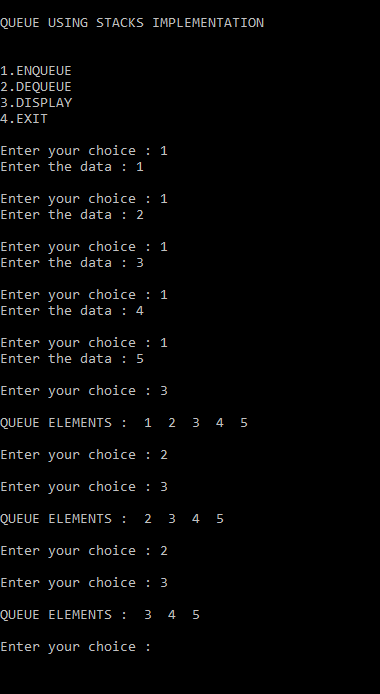 QUEUE USING STACKS IMPLEMENTATION
1.ENQUEUE
2.DEQUEUE
3.DISPLAY
4.EXIT
Enter your choice : 1
Enter the data : 1
Enter your choice : 1
Enter the data : 2
Enter your choice : 1
Enter the data : 3
Enter your choice : 1
Enter the data : 4
Enter your choice : 1
Enter the data : 5
Enter your choice : 3
QUEUE ELEMENTS :  1  2  3  4  5
Enter your choice : 2
Enter your choice : 3
QUEUE ELEMENTS :  2  3  4  5
Enter your choice : 2
Enter your choice : 3
QUEUE ELEMENTS :  3  4  5
Enter your choice :